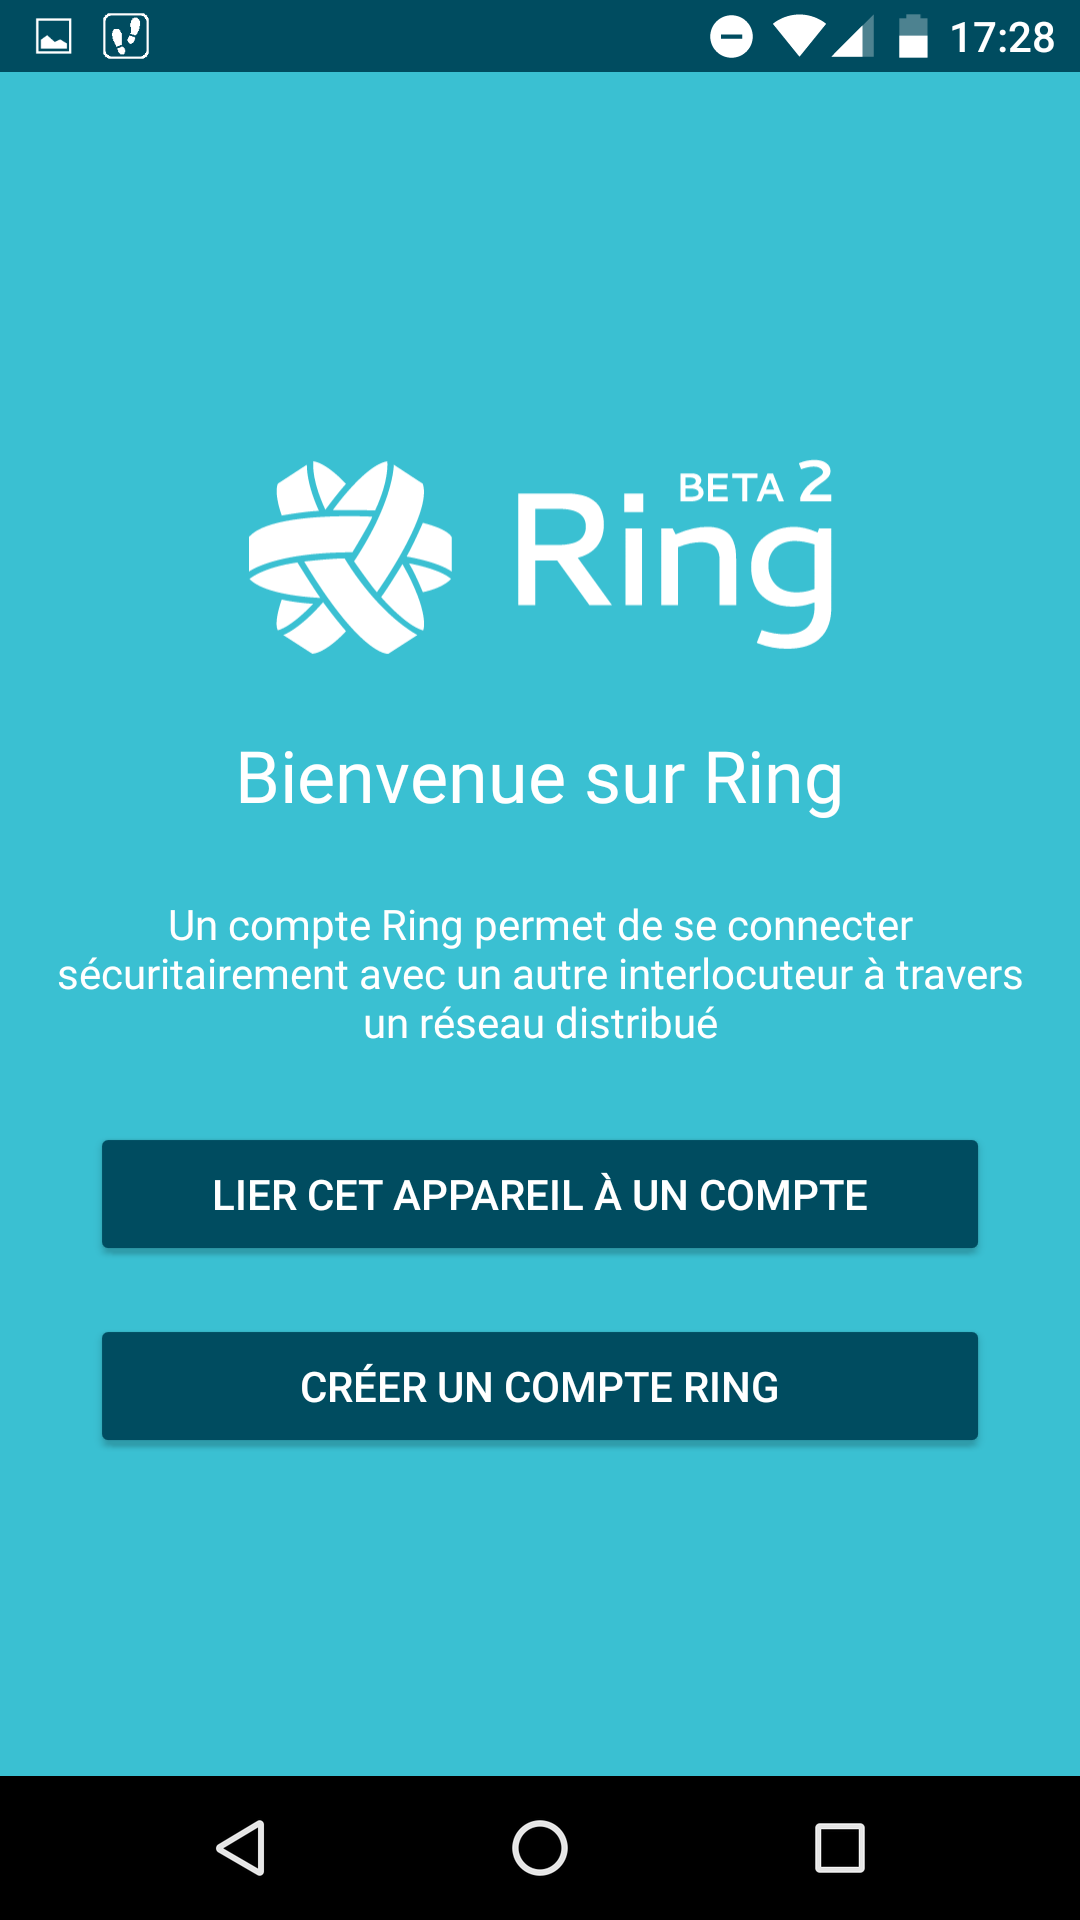 17:28
BETA 2
Ring
Bienvenue sur Ring
Un compte Ring permet de se connecter
sécuritairement avec un autre interlocuteur à travers
un réseau distribué
LIER CET APPAREIL À UN COMPTE
CRÉER UN COMPTE RING